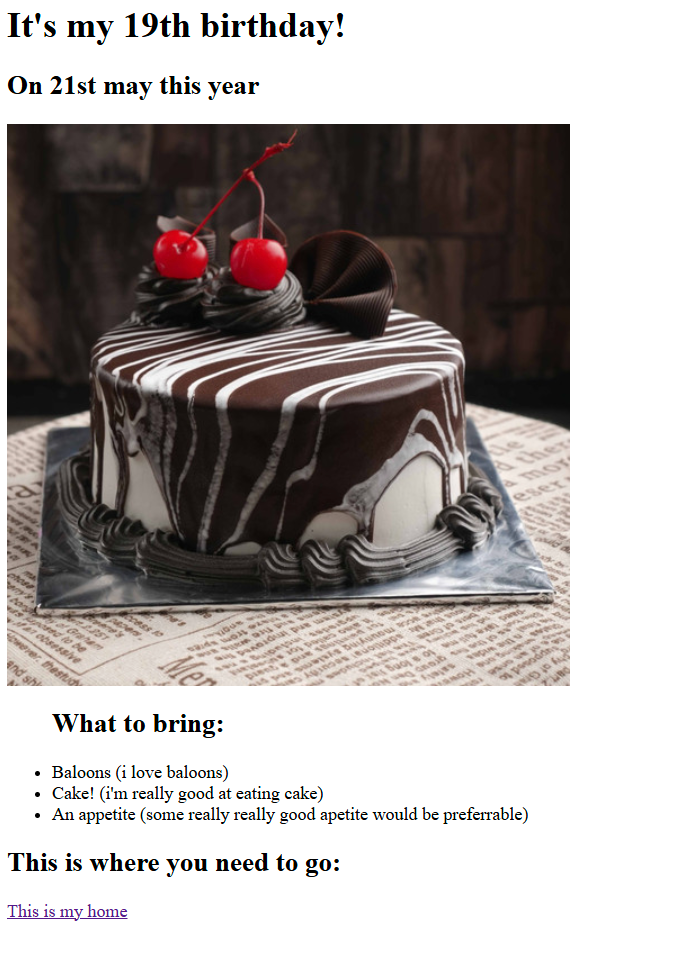 It's my 19th birthday!
On 21st may this year
What to bring:
Baloons (i love baloons)
Cake! (i'm really good at eating cake)
An appetite (some really really good apetite would be preferrable)
This is where you need to go:
This is my home